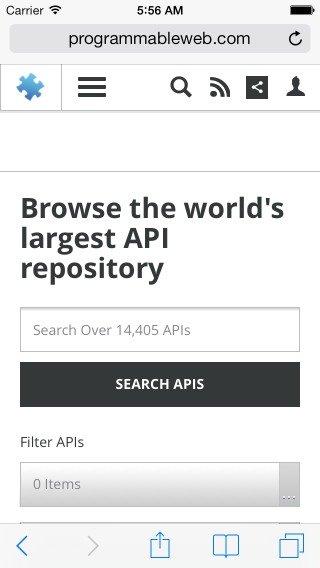 Carrier 5:56 AM
programmableweb.com
Browse the world's
largest API
repository
Search Over 14,405 APIs
SEARCH APIS
Filter APIs
0 Items
...